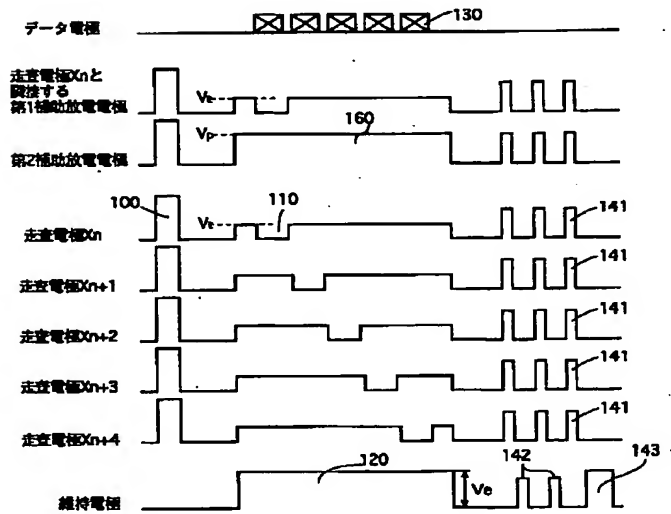 データ電極
130
走査電極Xnと
隣接する
第1補助放電電極
Vt
第2補助放電電極
Vp
160
100
走査電極Xn
Vt
110
141
走査電極Xn+1
141
走査電極Xn+2
141
走査電極Xn+3
141
走査電極Xn+4
141
維持電極
120
Ve
142
143